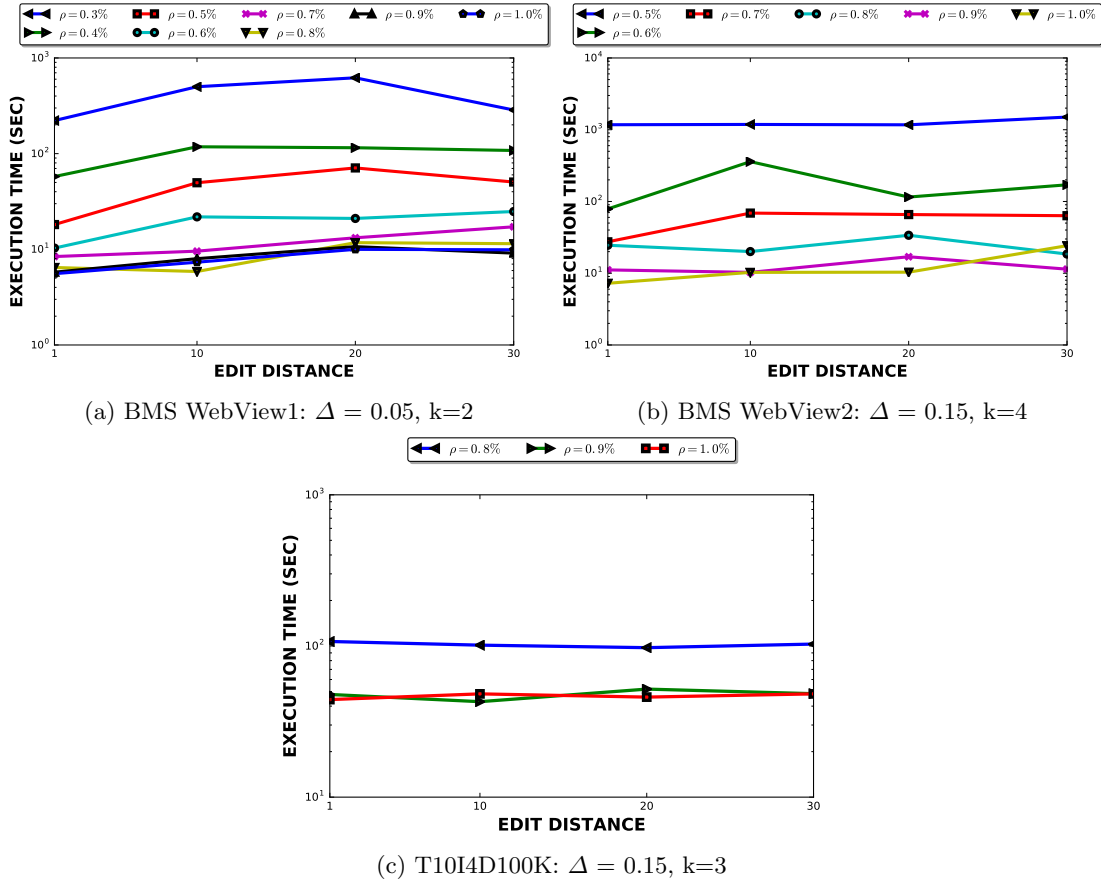 ρ = 0.3% ρ = 0.5% ρ = 0.7% ρ = 0.9% ρ = 1.0%
ρ = 0.4% ρ = 0.6% ρ = 0.8%
10³
10²
10¹
10⁰
EXECUTION TIME (SEC)
1 10 20 30
EDIT DISTANCE
(a) BMS WebView1: Δ = 0.05, k=2
ρ = 0.5% ρ = 0.7% ρ = 0.8% ρ = 0.9% ρ = 1.0%
ρ = 0.6%
10⁴
10³
10²
10¹
10⁰
EXECUTION TIME (SEC)
1 10 20 30
EDIT DISTANCE
(b) BMS WebView2: Δ = 0.15, k=4
ρ = 0.8% ρ = 0.9% ρ = 1.0%
10³
10²
10¹
EXECUTION TIME (SEC)
1 10 20 30
EDIT DISTANCE
(c) T10I4D100K: Δ = 0.15, k=3